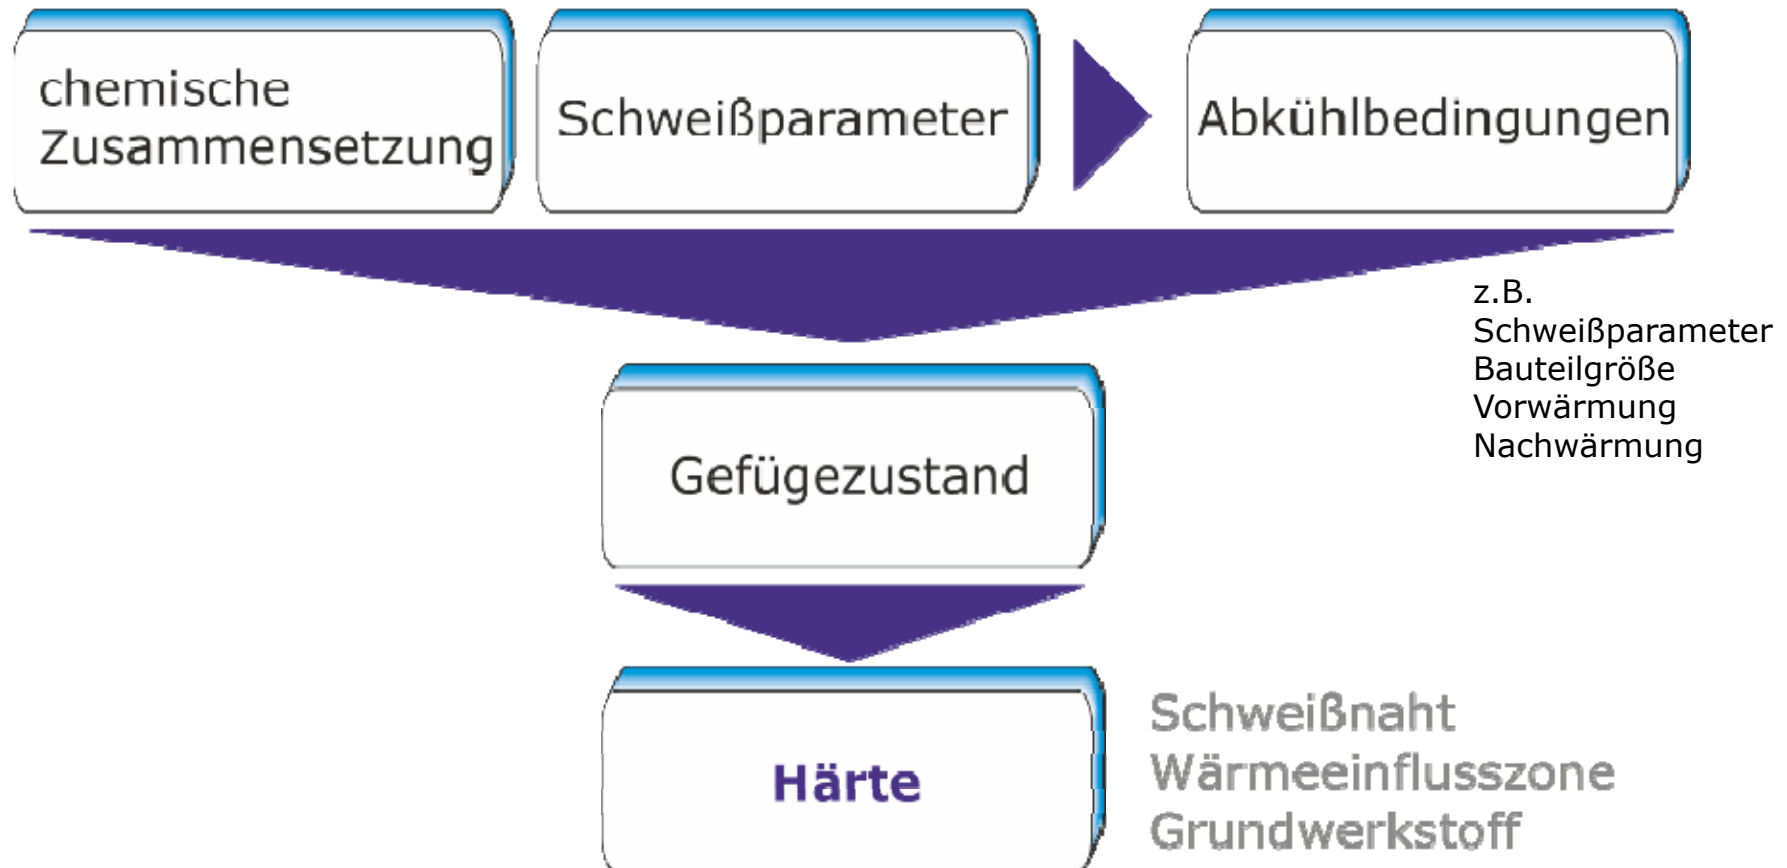 chemische
Zusammensetzung
Schweißparameter
Abkühlbedingungen
z.B.
Schweißparameter
Bauteilgröße
Vorwärmung
Nachwärmung
Gefügezustand
Härte
Schweißnaht
Wärmeeinflusszone
Grundwerkstoff